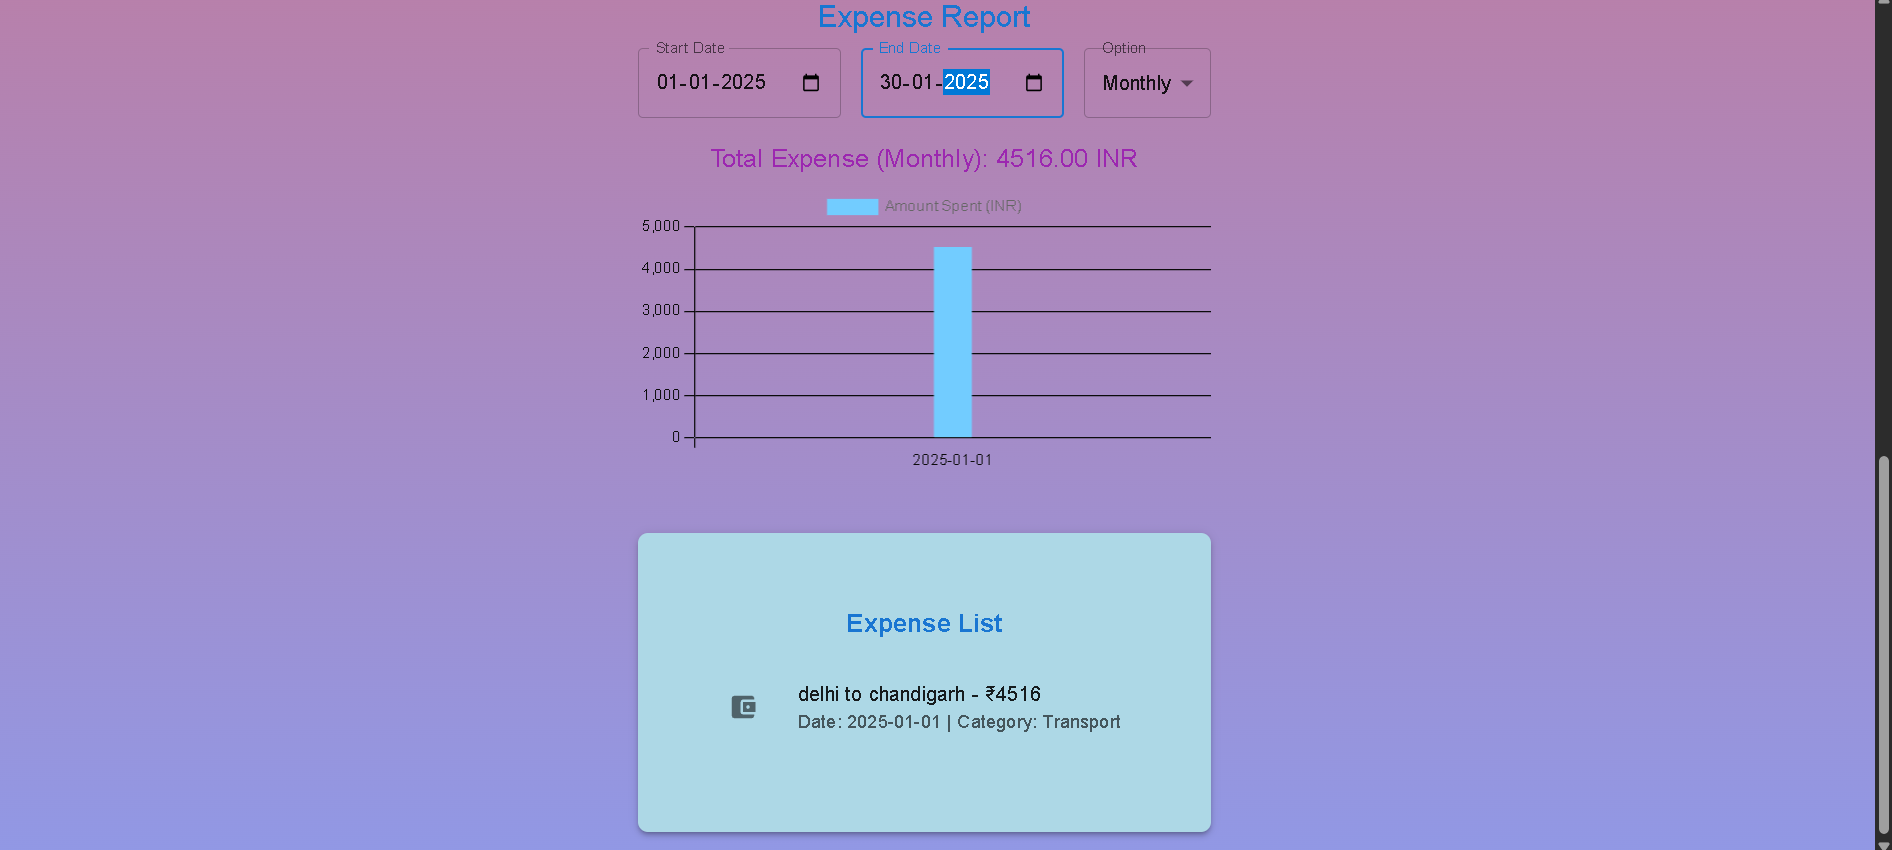 Expense Report
Start Date
01-01-2025
End Date
30-01-2025
Option
Monthly
Total Expense (Monthly): 4516.00 INR
Amount Spent (INR)
5,000
4,000
3,000
2,000
1,000
0
2025-01-01
Expense List
delhi to chandigarh - ₹4516
Date: 2025-01-01 | Category: Transport